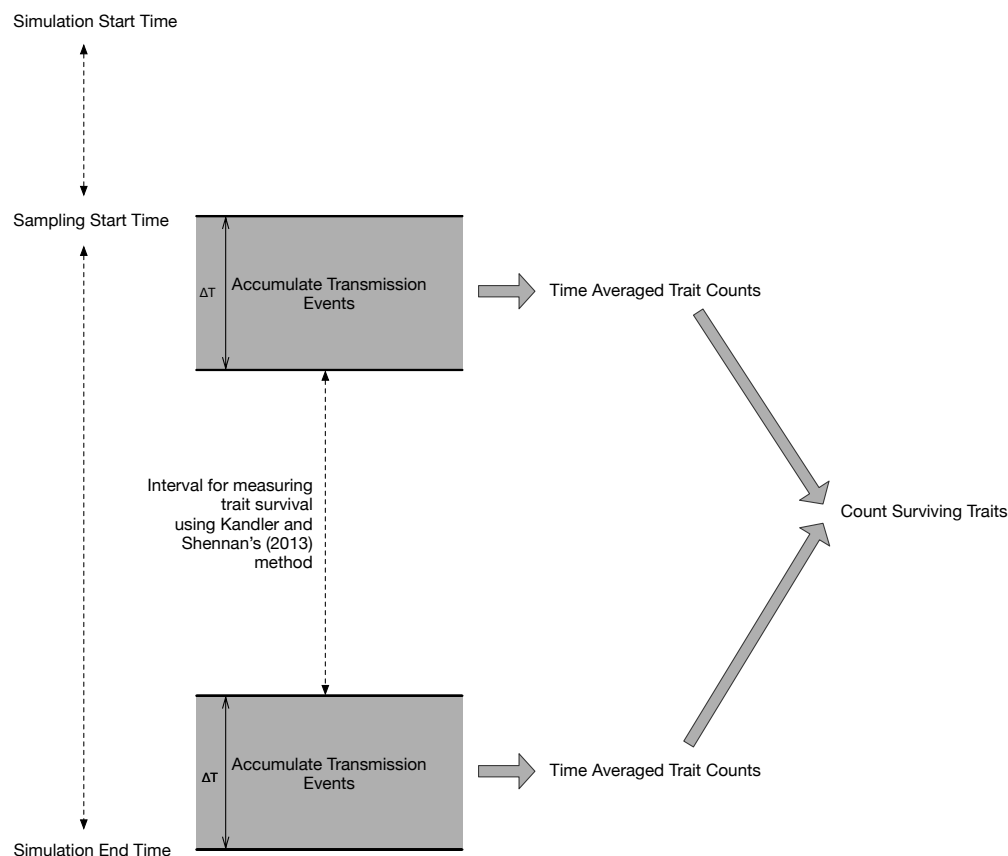 Simulation Start Time
Sampling Start Time
ΔT
Accumulate Transmission
Events
Time Averaged Trait Counts
Interval for measuring
trait survival
using Kandler and
Shennan's (2013)
method
Count Surviving Traits
ΔT
Accumulate Transmission
Events
Time Averaged Trait Counts
Simulation End Time